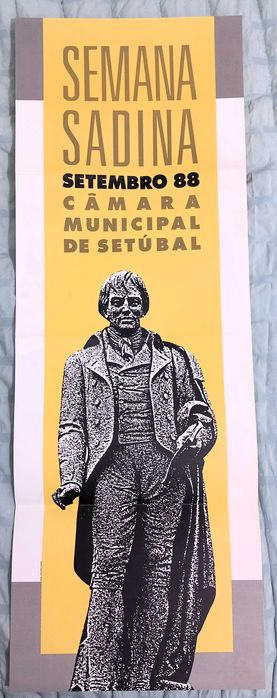 SEMANA
SADINA
SETEMBRO 88
CÂMARA
MUNICIPAL
DE SETÚBAL